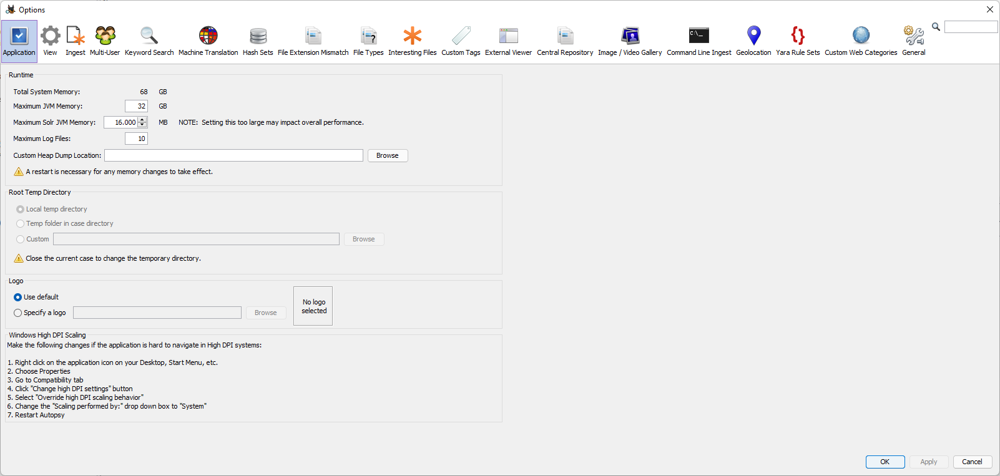 Options
Application View Ingest Multi-User Keyword Search Machine Translation Hash Sets File Extension Mismatch File Types Interesting Files Custom Tags External Viewer Central Repository Image / Video Gallery Command Line Ingest Geolocation Yara Rule Sets Custom Web Categories General
Runtime
Total System Memory: 68 GB
Maximum JVM Memory: 32 GB
Maximum Solr JVM Memory: 16.000 MB NOTE: Setting this too large may impact overall performance.
Maximum Log Files: 10
Custom Heap Dump Location: Browse
A restart is necessary for any memory changes to take effect.
Root Temp Directory
Local temp directory
Temp folder in case directory
Custom Browse
Close the current case to change the temporary directory.
Logo
Use default
Specify a logo Browse
No logo
selected
Windows High DPI Scaling
Make the following changes if the application is hard to navigate in High DPI systems:
1. Right click on the application icon on your Desktop, Start Menu, etc.
2. Choose Properties
3. Go to Compatibility tab
4. Click "Change high DPI settings" button
5. Select "Override high DPI scaling behavior"
6. Change the "Scaling performed by:" drop down box to "System"
7. Restart Autopsy
OK Apply Cancel